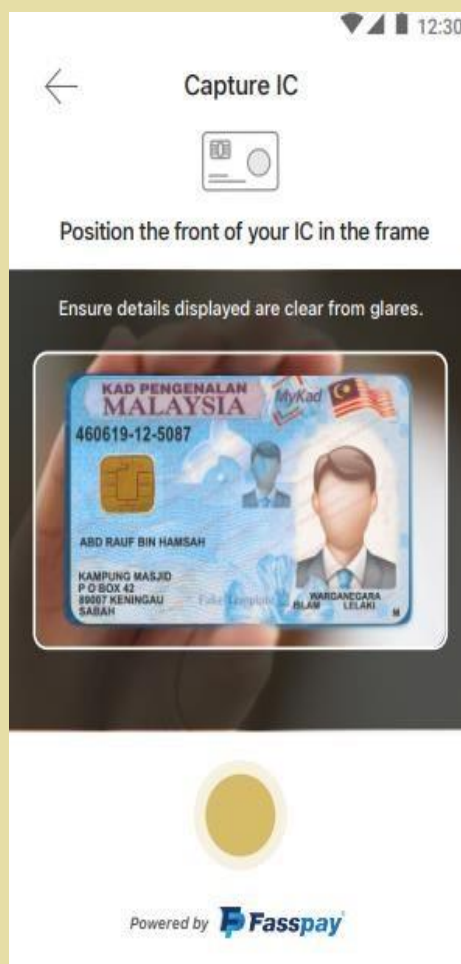 12:30
Capture IC
Position the front of your IC in the frame
Ensure details displayed are clear from glares.
KAD PENGENALAN
MALAYSIA
MyKad
460619-12-5087
ABD RAUF BIN HAMSAH
KAMPUNG MASJID
P O BOX 42
89007 KENINGAU
SABAH
Fake Template
WARGANEGARA
ISLAM LELAKI
M
Powered by Fasspay